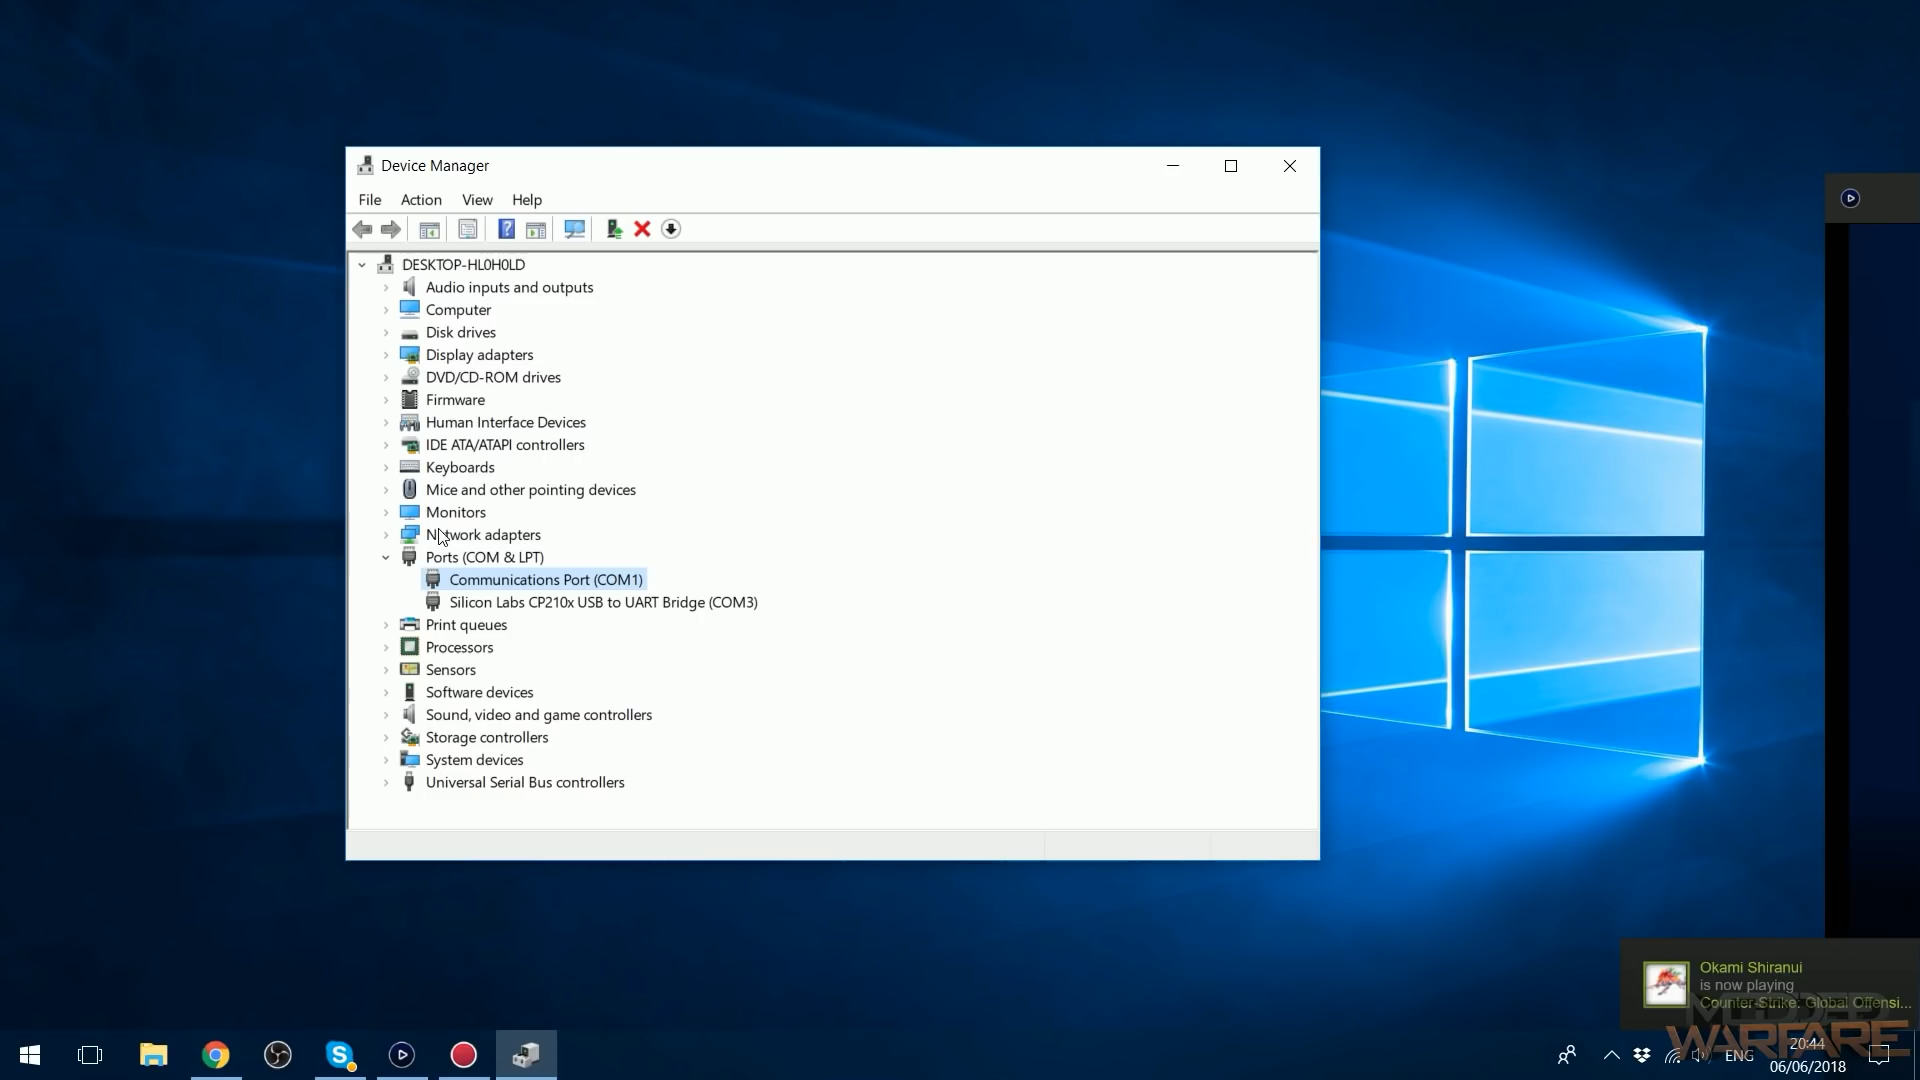 Device Manager
File Action View Help
DESKTOP-HL0H0LD
Audio inputs and outputs
Computer
Disk drives
Display adapters
DVD/CD-ROM drives
Firmware
Human Interface Devices
IDE ATA/ATAPI controllers
Keyboards
Mice and other pointing devices
Monitors
Network adapters
Ports (COM & LPT)
Communications Port (COM1)
Silicon Labs CP210x USB to UART Bridge (COM3)
Print queues
Processors
Sensors
Software devices
Sound, video and game controllers
Storage controllers
System devices
Universal Serial Bus controllers
Okami Shiranui
is now playing
Counter-Strike: Global Offensi...
MODDED
WARFARE
ENG
20:44
06/06/2018